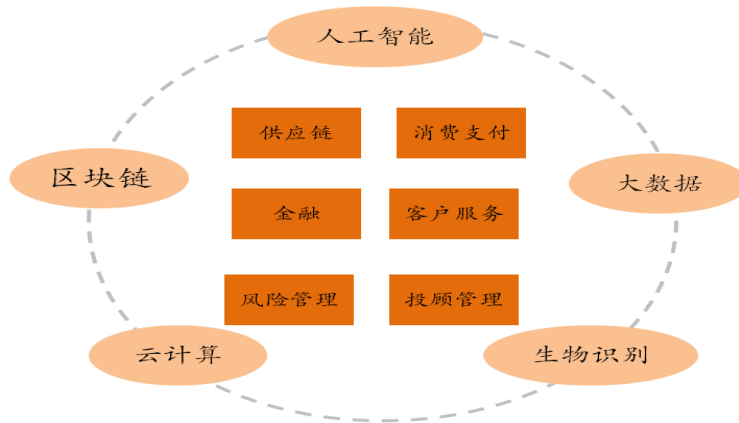 人工智能
供应链
消费支付
区块链
大数据
金融
客户服务
风险管理
投顾管理
云计算
生物识别